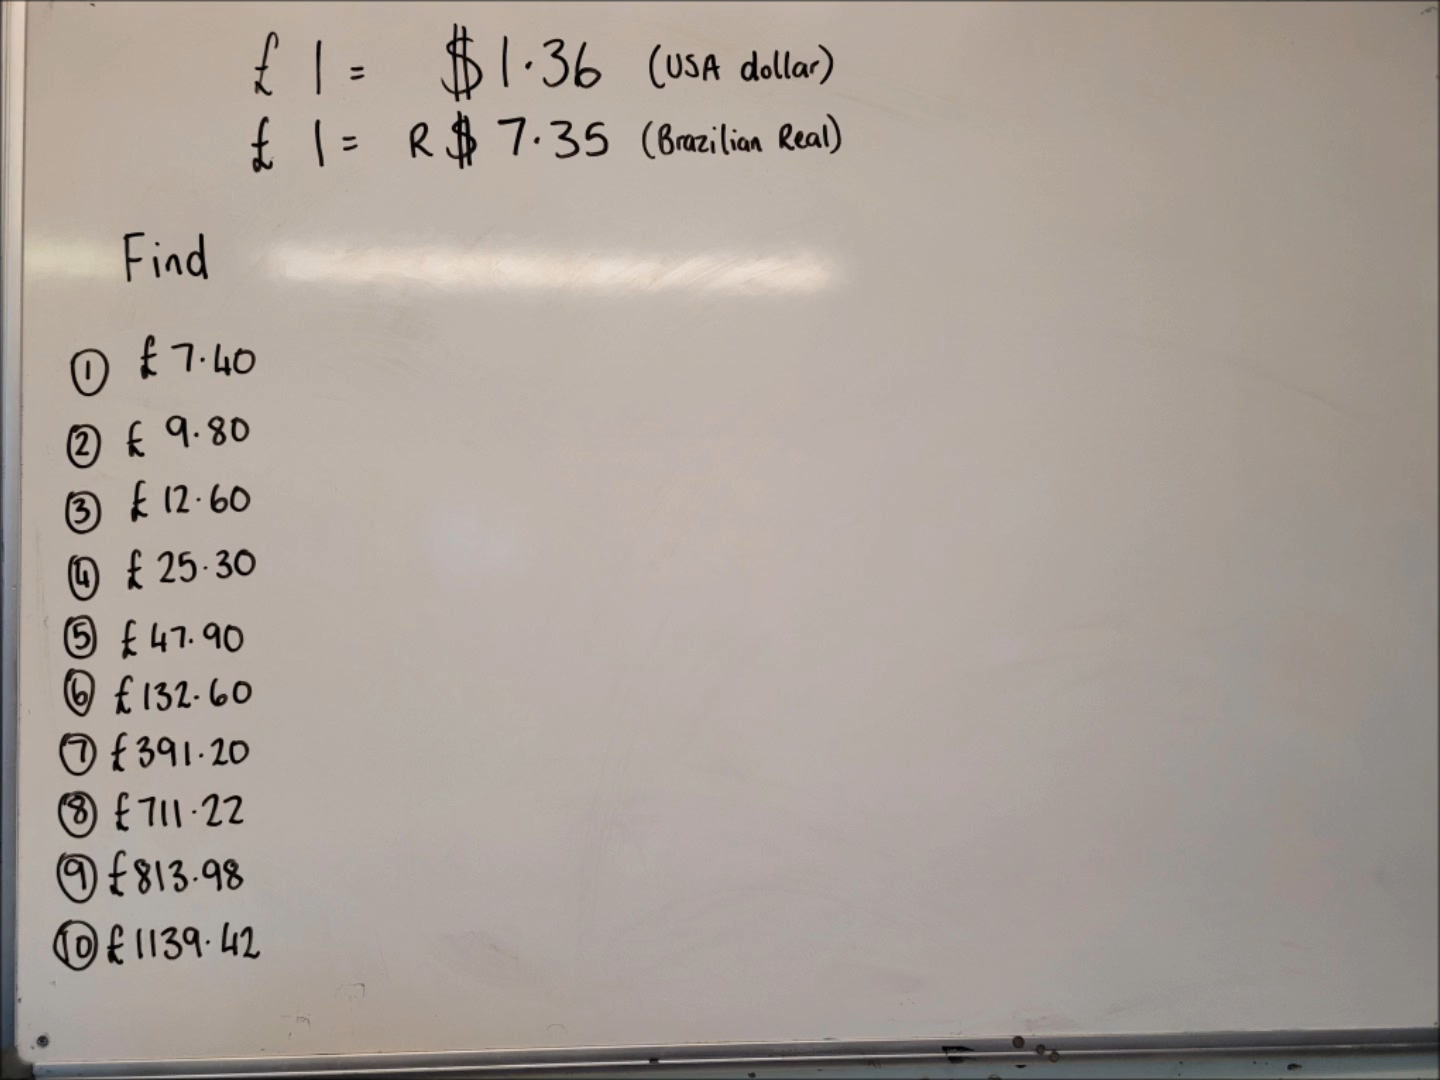 £ 1 = $1.36 (USA dollar)
£ 1 = R$ 7.35 (Brazilian Real)
Find
① £7.40
② £ 9.80
③ £12.60
④ £ 25.30
⑤ £47.90
⑥ £132.60
⑦ £391.20
⑧ £711.22
⑨ £813.98
⑩ £1139.42